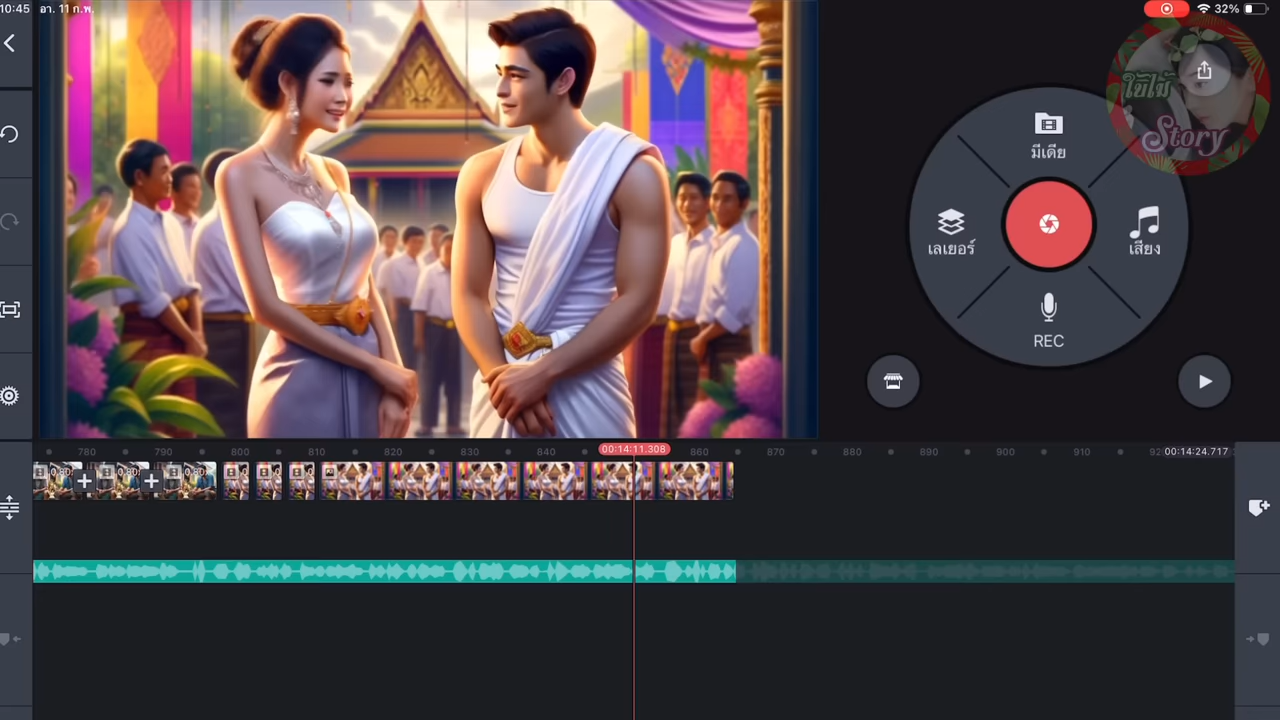 10:45 อา. 11 ก.พ.
32%
ใบไม้
Story
มีเดีย
เลเยอร์
เสียง
REC
00:14:11.308
780 790 800 810 820 830 840 860 870 880 890 900 910 92
00:14:24.717